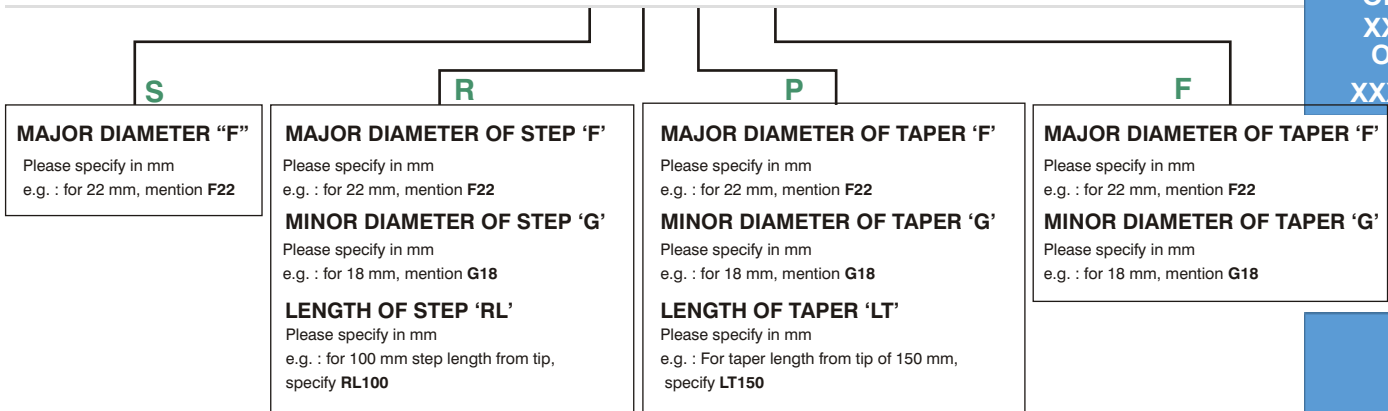 S
MAJOR DIAMETER “F”
Please specify in mm
e.g. : for 22 mm, mention F22
R
MAJOR DIAMETER OF STEP ‘F’
Please specify in mm
e.g. : for 22 mm, mention F22
MINOR DIAMETER OF STEP ‘G’
Please specify in mm
e.g. : for 18 mm, mention G18
LENGTH OF STEP ‘RL’
Please specify in mm
e.g. : for 100 mm step length from tip,
specify RL100
P
MAJOR DIAMETER OF TAPER ‘F’
Please specify in mm
e.g. : for 22 mm, mention F22
MINOR DIAMETER OF TAPER ‘G’
Please specify in mm
e.g. : for 18 mm, mention G18
LENGTH OF TAPER ‘LT’
Please specify in mm
e.g. : For taper length from tip of 150 mm,
specify LT150
F
MAJOR DIAMETER OF TAPER ‘F’
Please specify in mm
e.g. : for 22 mm, mention F22
MINOR DIAMETER OF TAPER ‘G’
Please specify in mm
e.g. : for 18 mm, mention G18